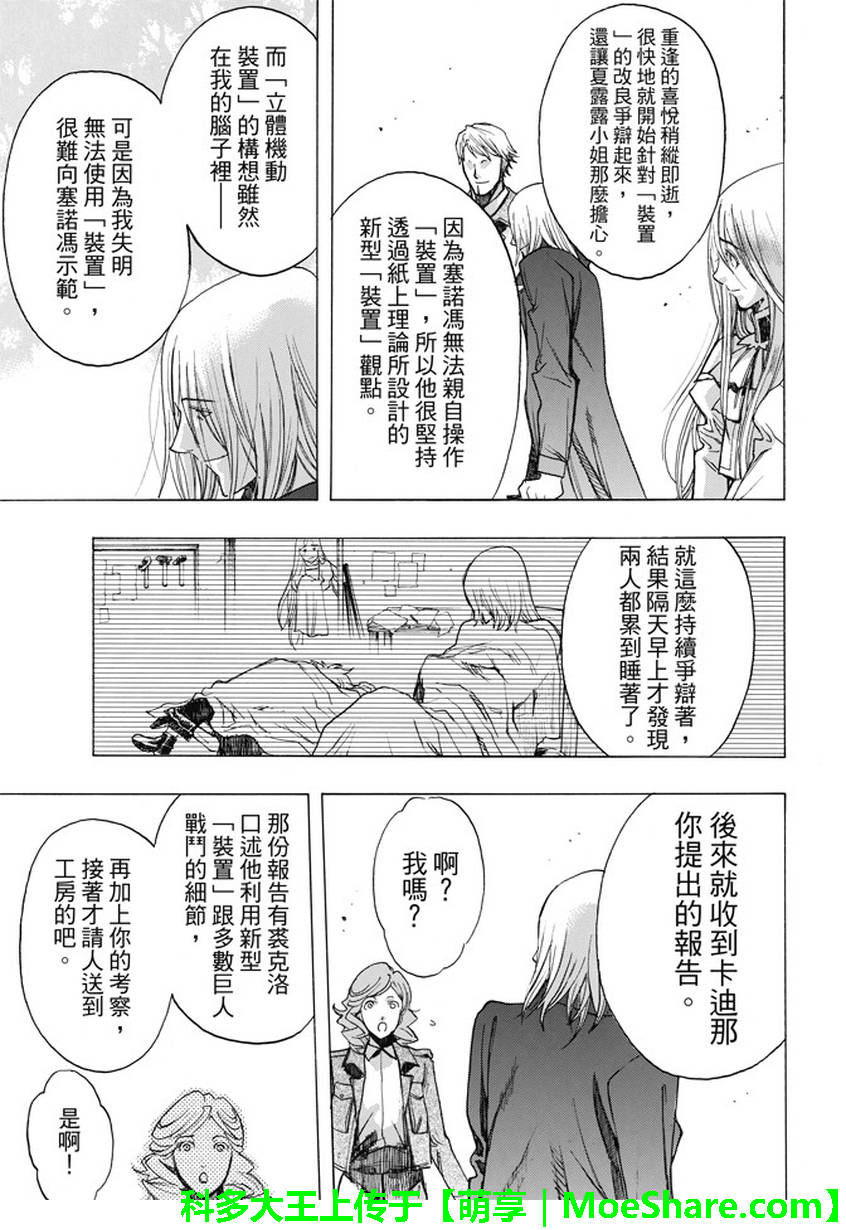 重逢的喜悅稍縱即逝，
很快地就開始針對「裝置
」的改良爭辯起來，
還讓夏露露小姐那麼擔心。
因為塞諾馮無法親自操作
「裝置」，所以他很堅持
透過紙上理論所設計的
新型「裝置」觀點。
而「立體機動
裝置」的構想雖然
在我的腦子裡──
可是因為我失明
無法使用「裝置」，
很難向塞諾馮示範。
就這麼持續爭辯著，
結果隔天早上才發現
兩人都累到睡著了。
後來就收到卡迪那
你提出的報告。
啊？
我嗎？
那份報告有裘克洛
口述他利用新型
「裝置」跟多數巨人
戰鬥的細節，
再加上你的考察，
接著才請人送到
工房的吧。
是啊！
科多大王上传于【萌享｜MoeShare.com】